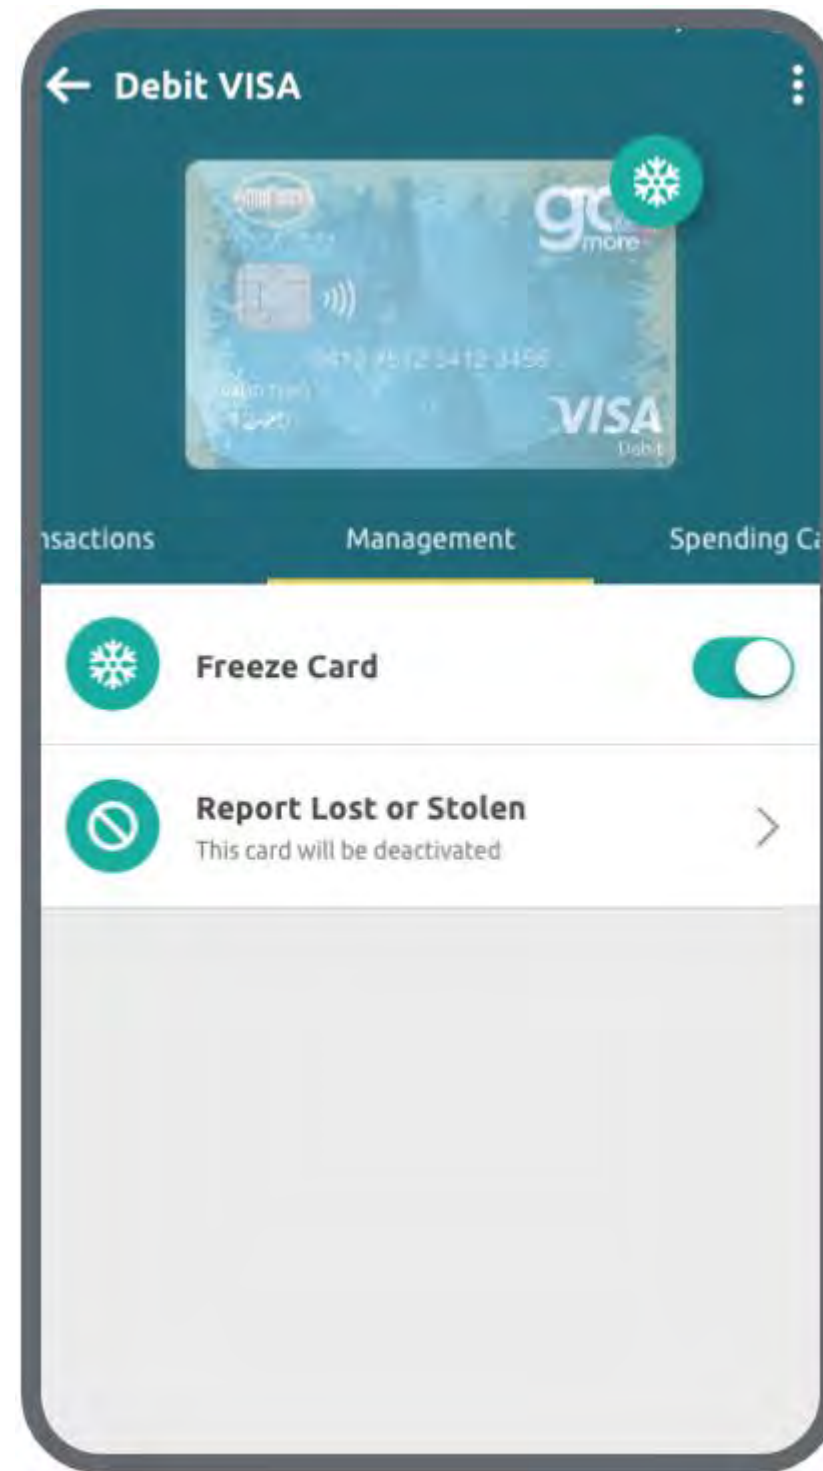 Debit VISA
go
more
VISA
Debit
nsactions Management Spending Ca
Freeze Card
Report Lost or Stolen
This card will be deactivated